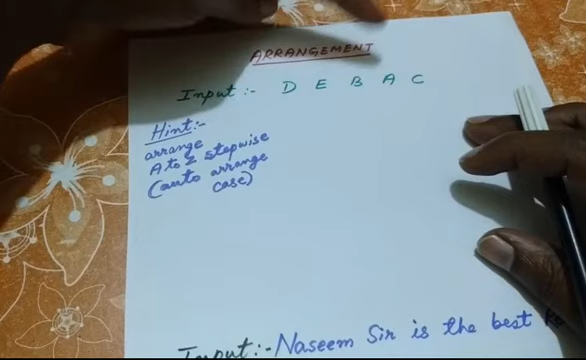 ARRANGEMENT
Input :- D E B A C
Hint:-
arrange
A to Z stepwise
(auto arrange
case)
Input:- Naseem Sir is the best